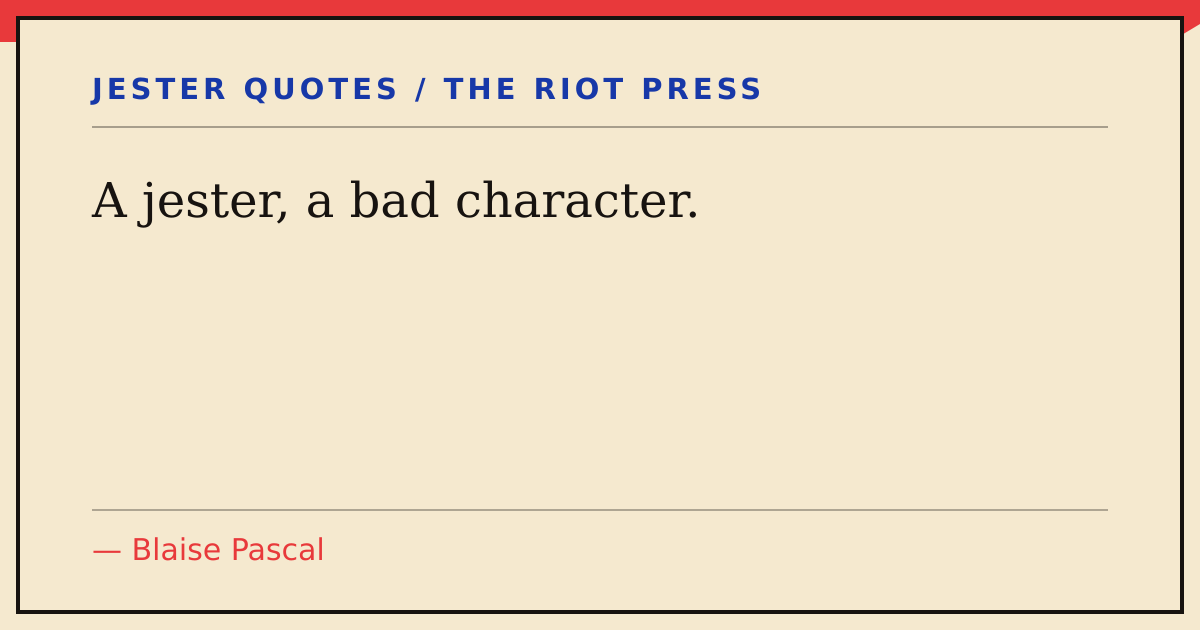 JESTER QUOTES / THE RIOT PRESS
A jester, a bad character.
— Blaise Pascal